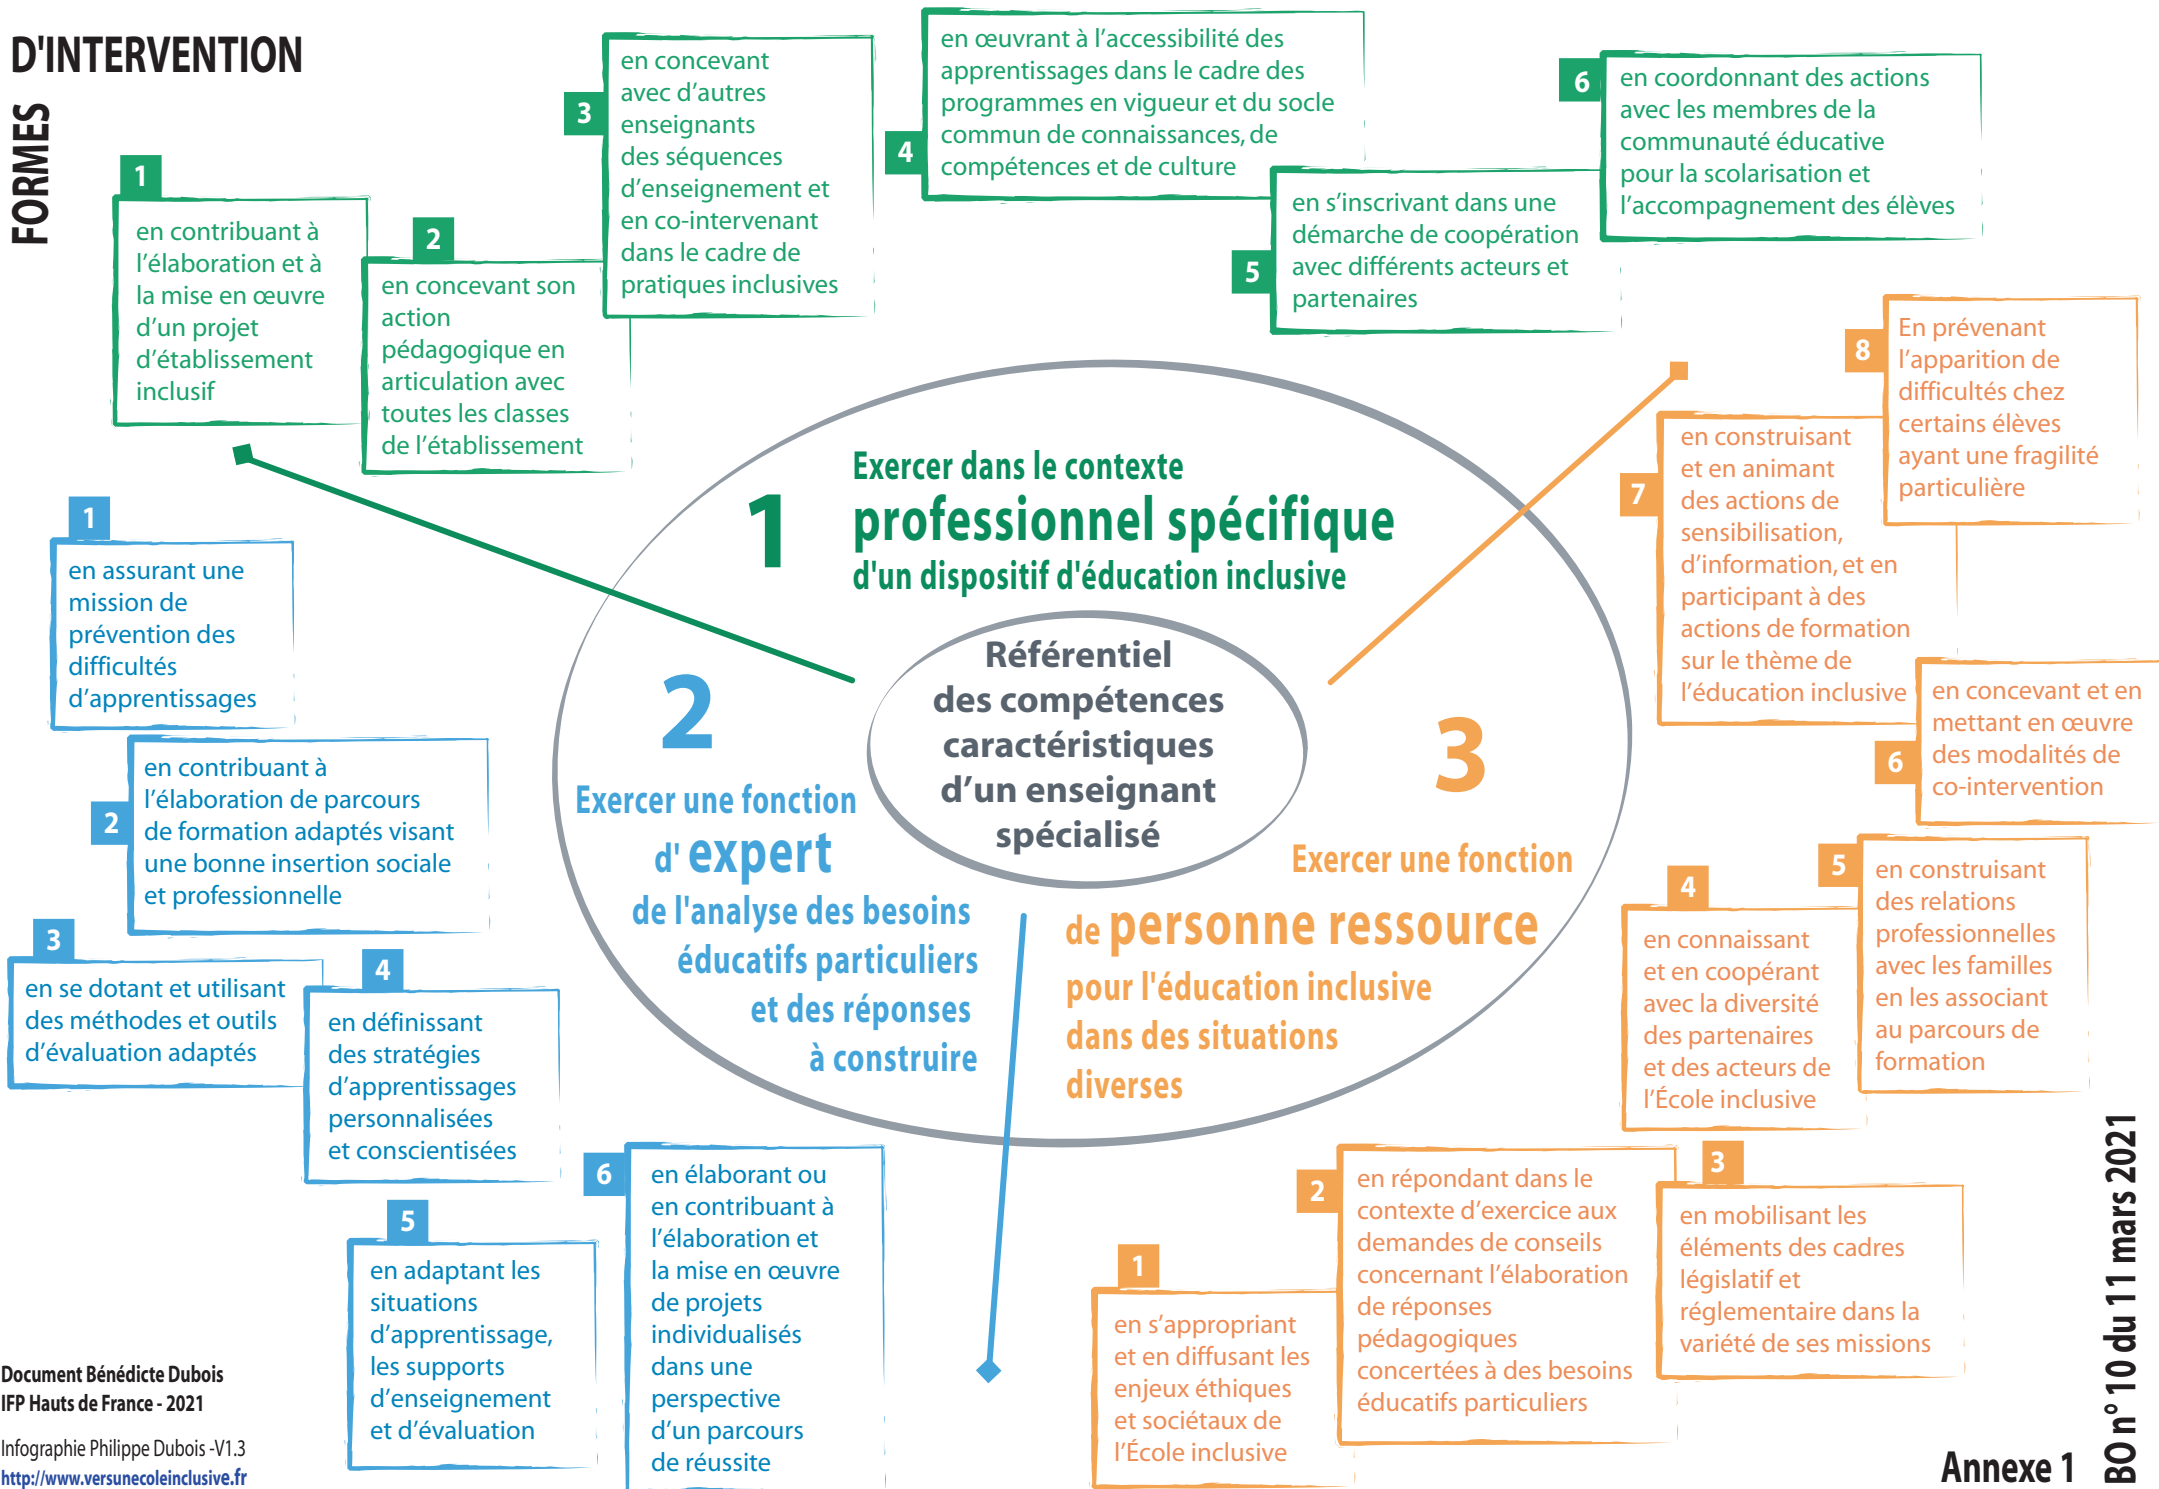 FORMES
D'INTERVENTION
1
en contribuant à
l'élaboration et à
la mise en œuvre
d'un projet
d'établissement
inclusif
2
en concevant son
action
pédagogique en
articulation avec
toutes les classes
de l'établissement
3
en concevant
avec d'autres
enseignants
des séquences
d'enseignement et
en co-intervenant
dans le cadre de
pratiques inclusives
4
en œuvrant à l'accessibilité des
apprentissages dans le cadre des
programmes en vigueur et du socle
commun de connaissances, de
compétences et de culture
5
en s'inscrivant dans une
démarche de coopération
avec différents acteurs et
partenaires
6
en coordonnant des actions
avec les membres de la
communauté éducative
pour la scolarisation et
l'accompagnement des élèves
1
Exercer dans le contexte
professionnel spécifique
d'un dispositif d'éducation inclusive
Référentiel
des compétences
caractéristiques
d'un enseignant
spécialisé
2
Exercer une fonction
d' expert
de l'analyse des besoins
éducatifs particuliers
et des réponses
à construire
3
Exercer une fonction
de personne ressource
pour l'éducation inclusive
dans des situations
diverses
1
en assurant une
mission de
prévention des
difficultés
d'apprentissages
2
en contribuant à
l'élaboration de parcours
de formation adaptés visant
une bonne insertion sociale
et professionnelle
3
en se dotant et utilisant
des méthodes et outils
d'évaluation adaptés
4
en définissant
des stratégies
d'apprentissages
personnalisées
et conscientisées
5
en adaptant les
situations
d'apprentissage,
les supports
d'enseignement
et d'évaluation
6
en élaborant ou
en contribuant à
l'élaboration et
la mise en œuvre
de projets
individualisés
dans une
perspective
d'un parcours
de réussite
8
En prévenant
l'apparition de
difficultés chez
certains élèves
ayant une fragilité
particulière
7
en construisant
et en animant
des actions de
sensibilisation,
d'information, et en
participant à des
actions de formation
sur le thème de
l'éducation inclusive
6
en concevant et en
mettant en œuvre
des modalités de
co-intervention
5
en construisant
des relations
professionnelles
avec les familles
en les associant
au parcours de
formation
4
en connaissant
et en coopérant
avec la diversité
des partenaires
et des acteurs de
l'École inclusive
3
en mobilisant les
éléments des cadres
législatif et
réglementaire dans la
variété de ses missions
2
en répondant dans le
contexte d'exercice aux
demandes de conseils
concernant l'élaboration
de réponses
pédagogiques
concertées à des besoins
éducatifs particuliers
1
en s'appropriant
et en diffusant les
enjeux éthiques
et sociétaux de
l'École inclusive
Document Bénédicte Dubois
IFP Hauts de France - 2021
Infographie Philippe Dubois -V1.3
http://www.versunecoleinclusive.fr
Annexe 1
BO n° 10 du 11 mars 2021